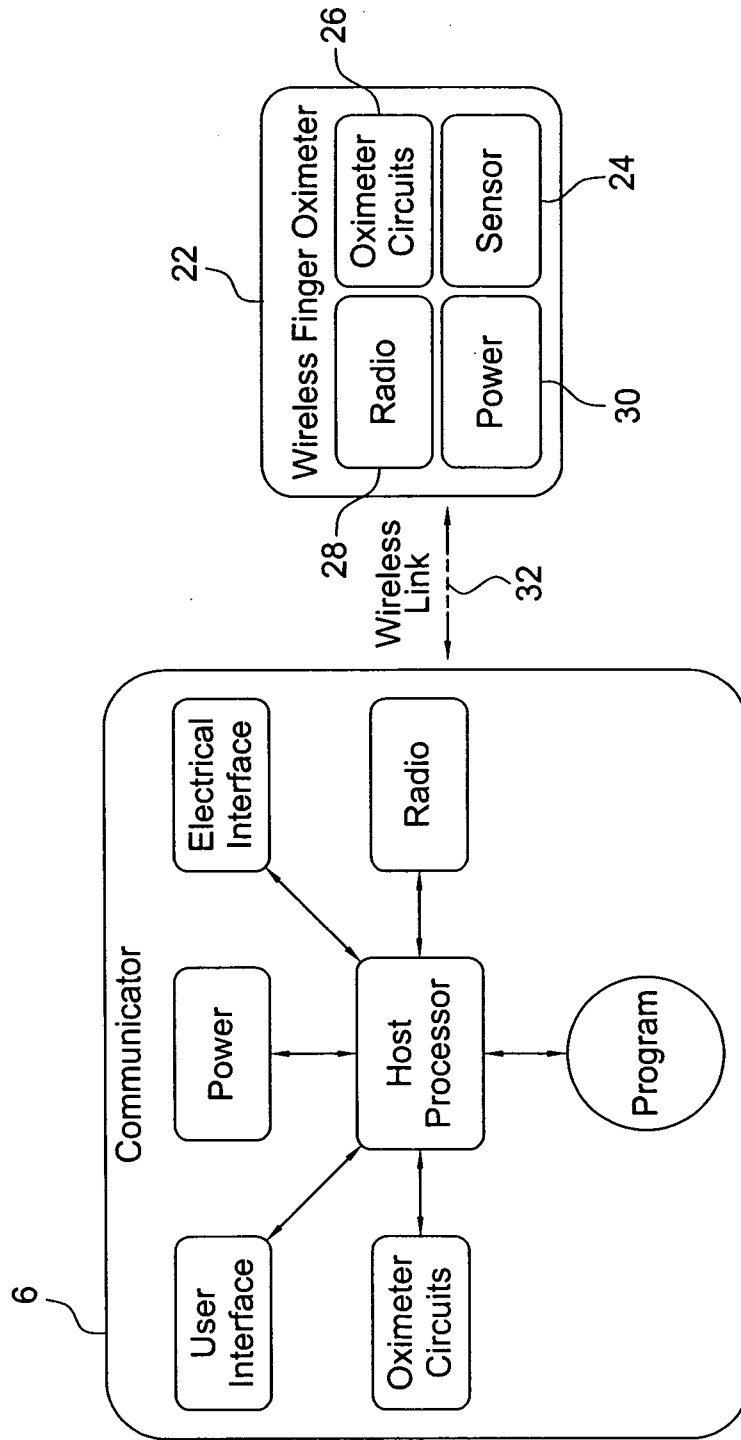 6
Communicator
User
Interface
Power
Electrical
Interface
Host
Processor
Oximeter
Circuits
Radio
Program
Wireless
Link
32
22
Wireless Finger Oximeter
28
Radio
Oximeter
Circuits
26
Power
30
Sensor
24